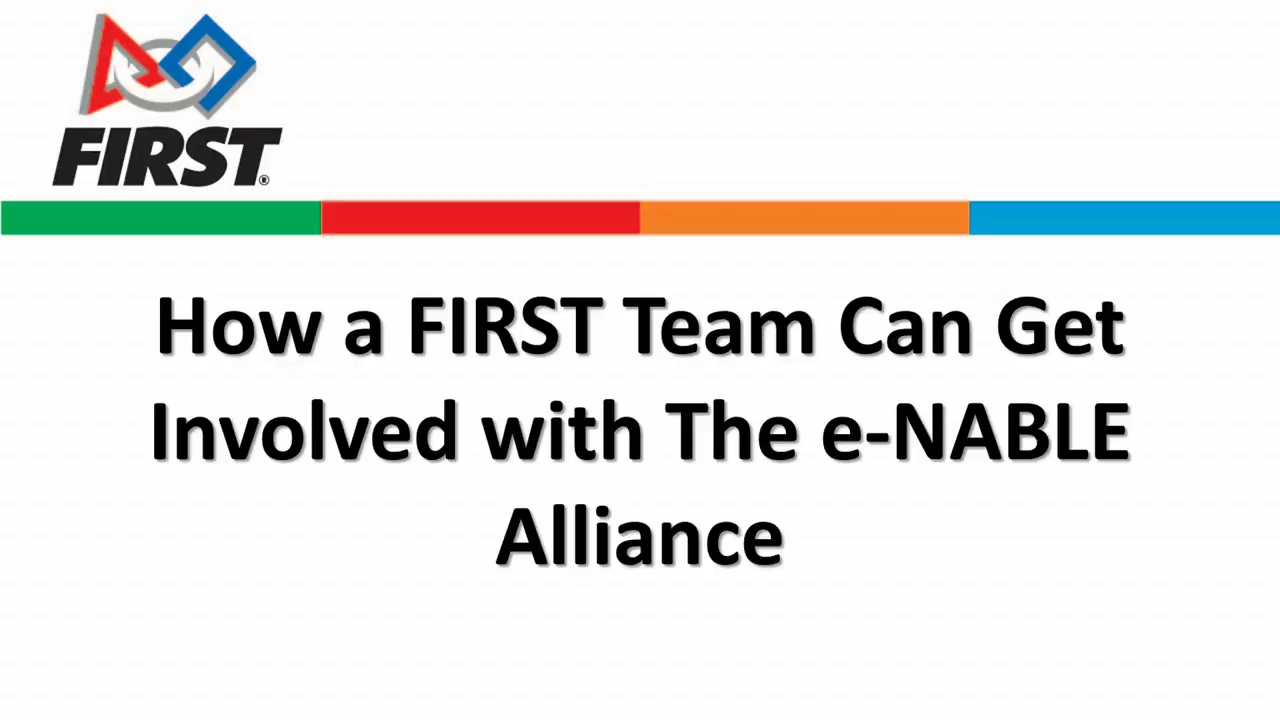 FIRST®
How a FIRST Team Can Get
Involved with The e-NABLE
Alliance